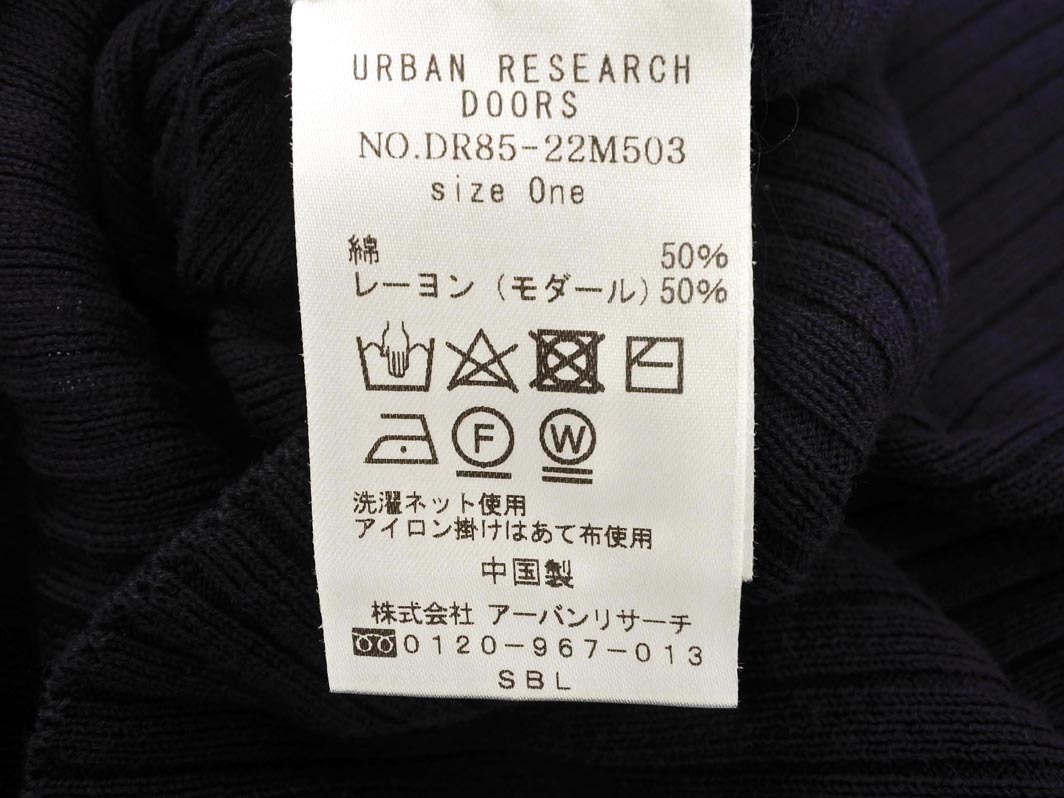 URBAN RESEARCH
DOORS
NO.DR85-22M503
size One
綿 50%
レーヨン (モダール) 50%
F W
洗濯ネット使用
アイロン掛けはあて布使用
中国製
株式会社 アーバンリサーチ
0120-967-013
SBL